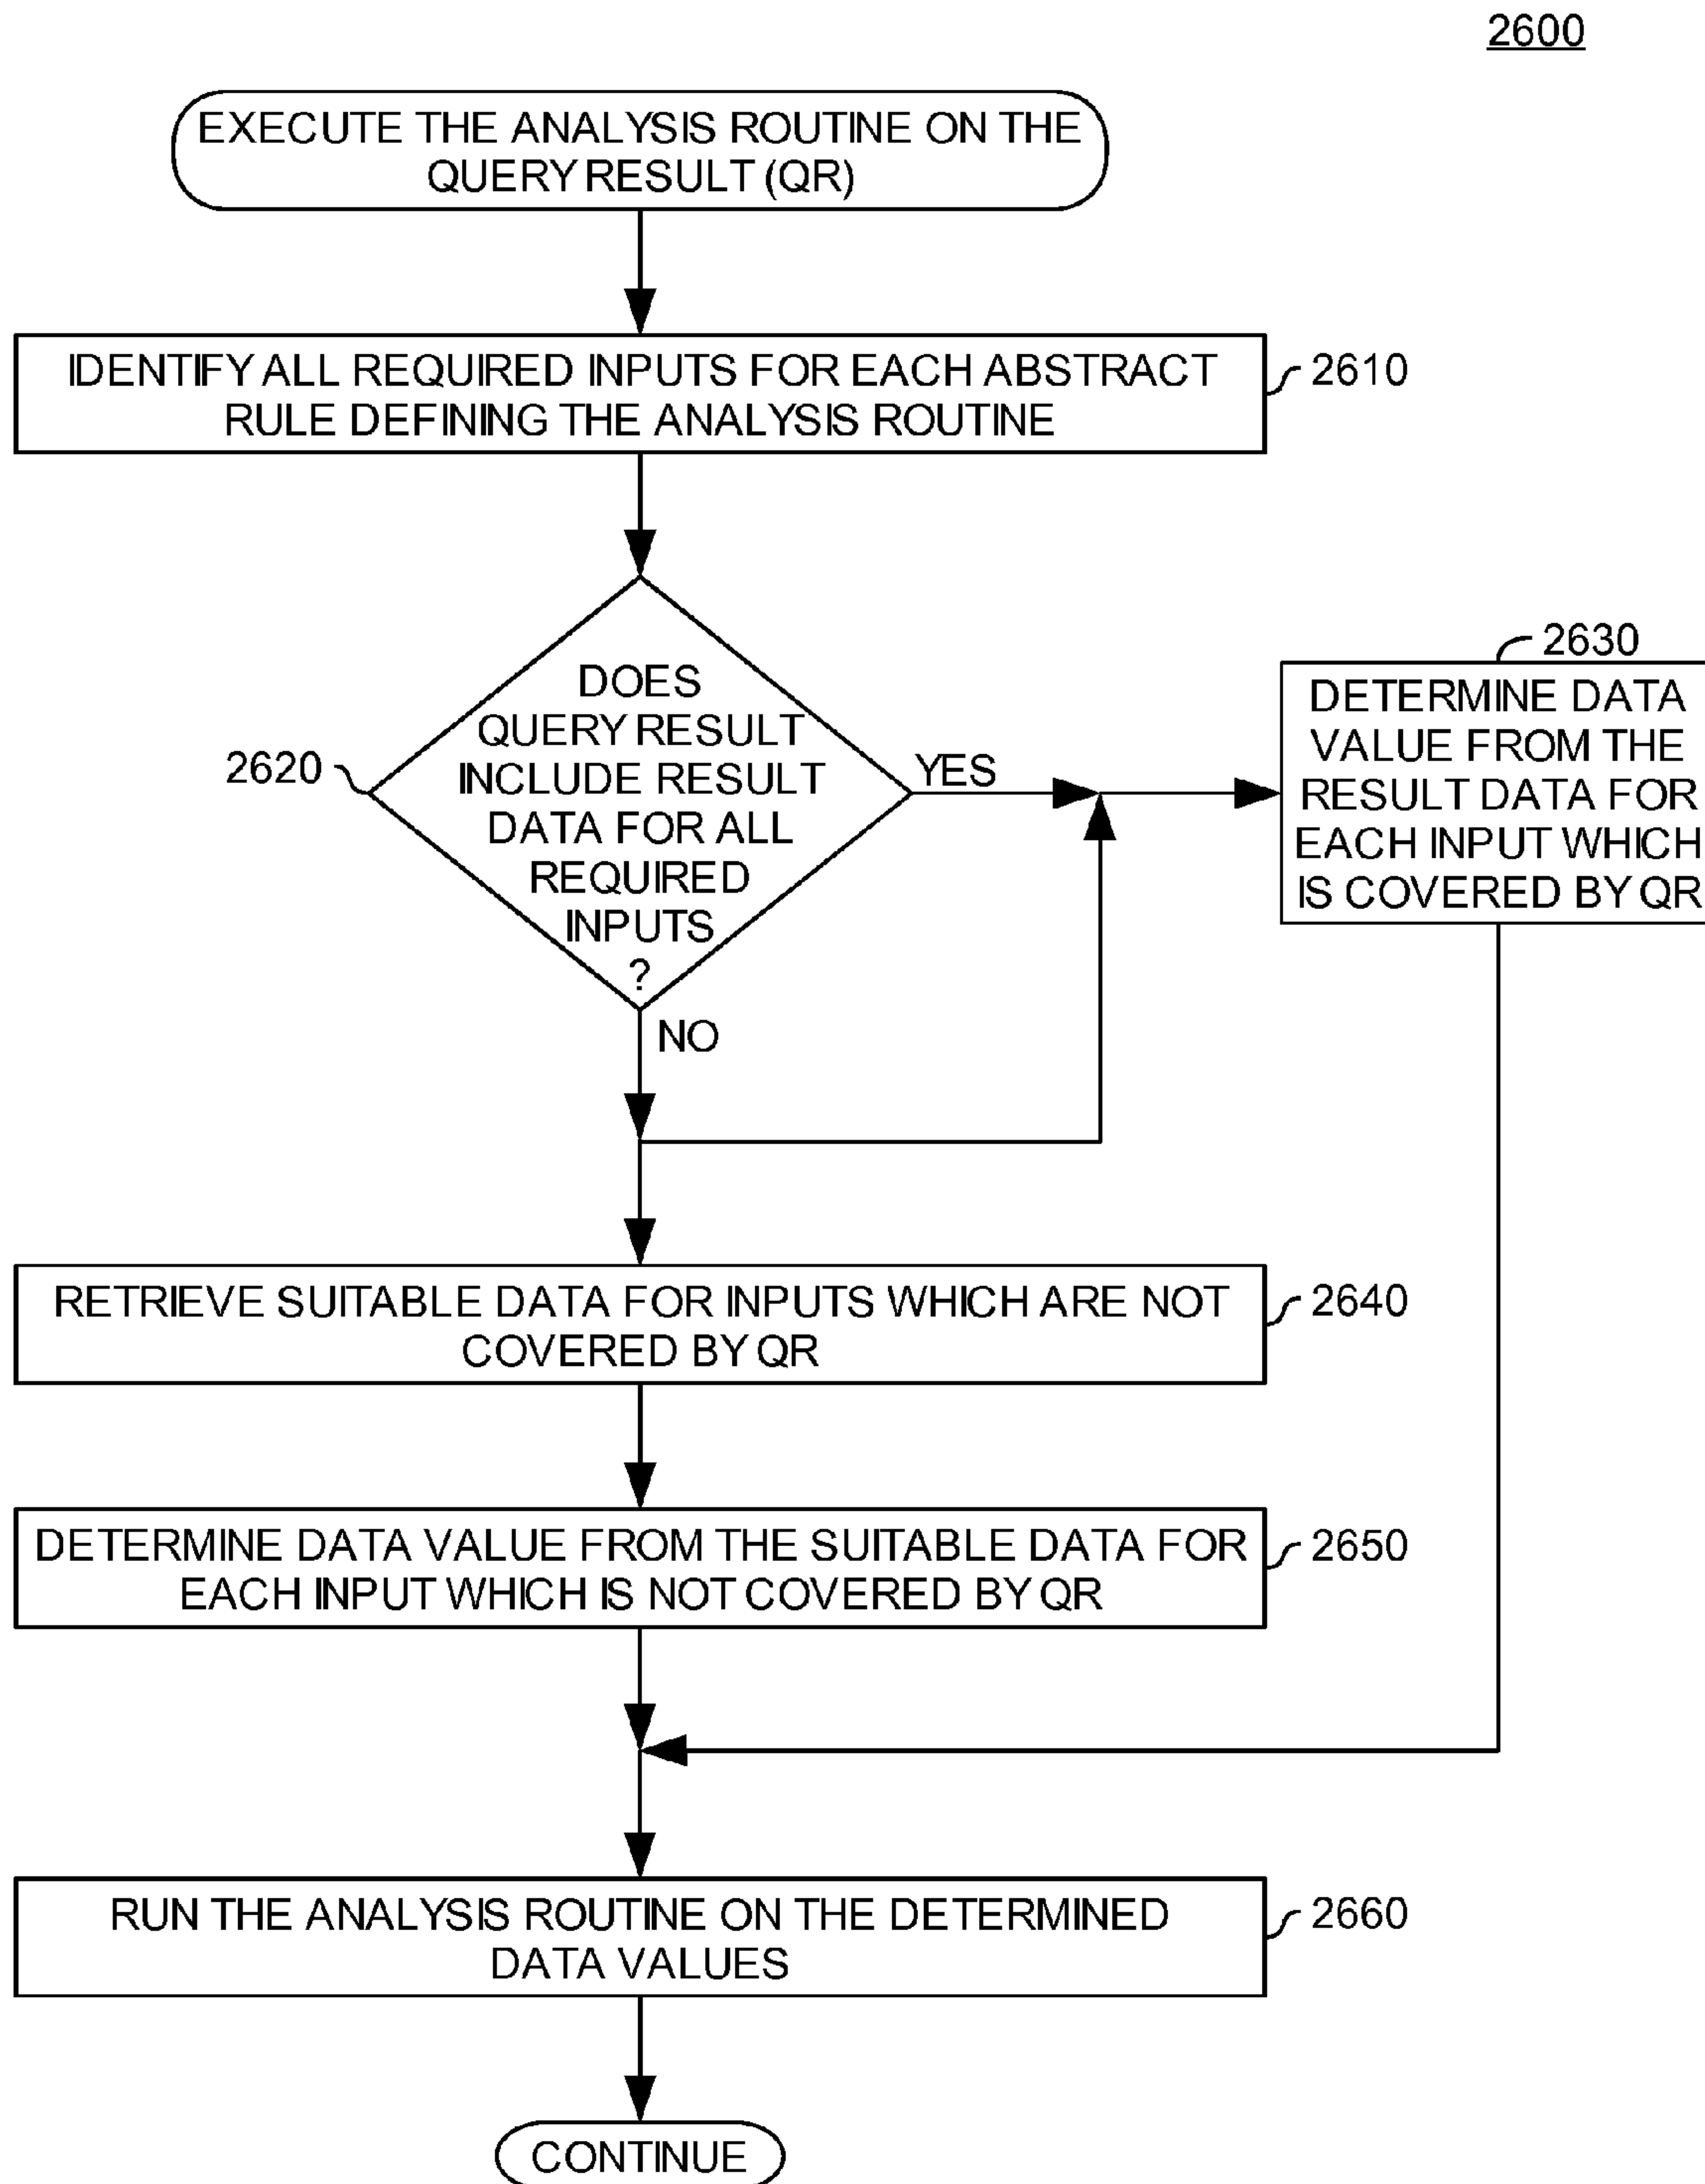 2600
EXECUTE THE ANALYSIS ROUTINE ON THE
QUERY RESULT (QR)
IDENTIFY ALL REQUIRED INPUTS FOR EACH ABSTRACT
RULE DEFINING THE ANALYSIS ROUTINE
2610
DOES
QUERY RESULT
INCLUDE RESULT
DATA FOR ALL
REQUIRED
INPUTS
?
2620
YES
NO
2630
DETERMINE DATA
VALUE FROM THE
RESULT DATA FOR
EACH INPUT WHICH
IS COVERED BY QR
RETRIEVE SUITABLE DATA FOR INPUTS WHICH ARE NOT
COVERED BY QR
2640
DETERMINE DATA VALUE FROM THE SUITABLE DATA FOR
EACH INPUT WHICH IS NOT COVERED BY QR
2650
RUN THE ANALYSIS ROUTINE ON THE DETERMINED
DATA VALUES
2660
CONTINUE